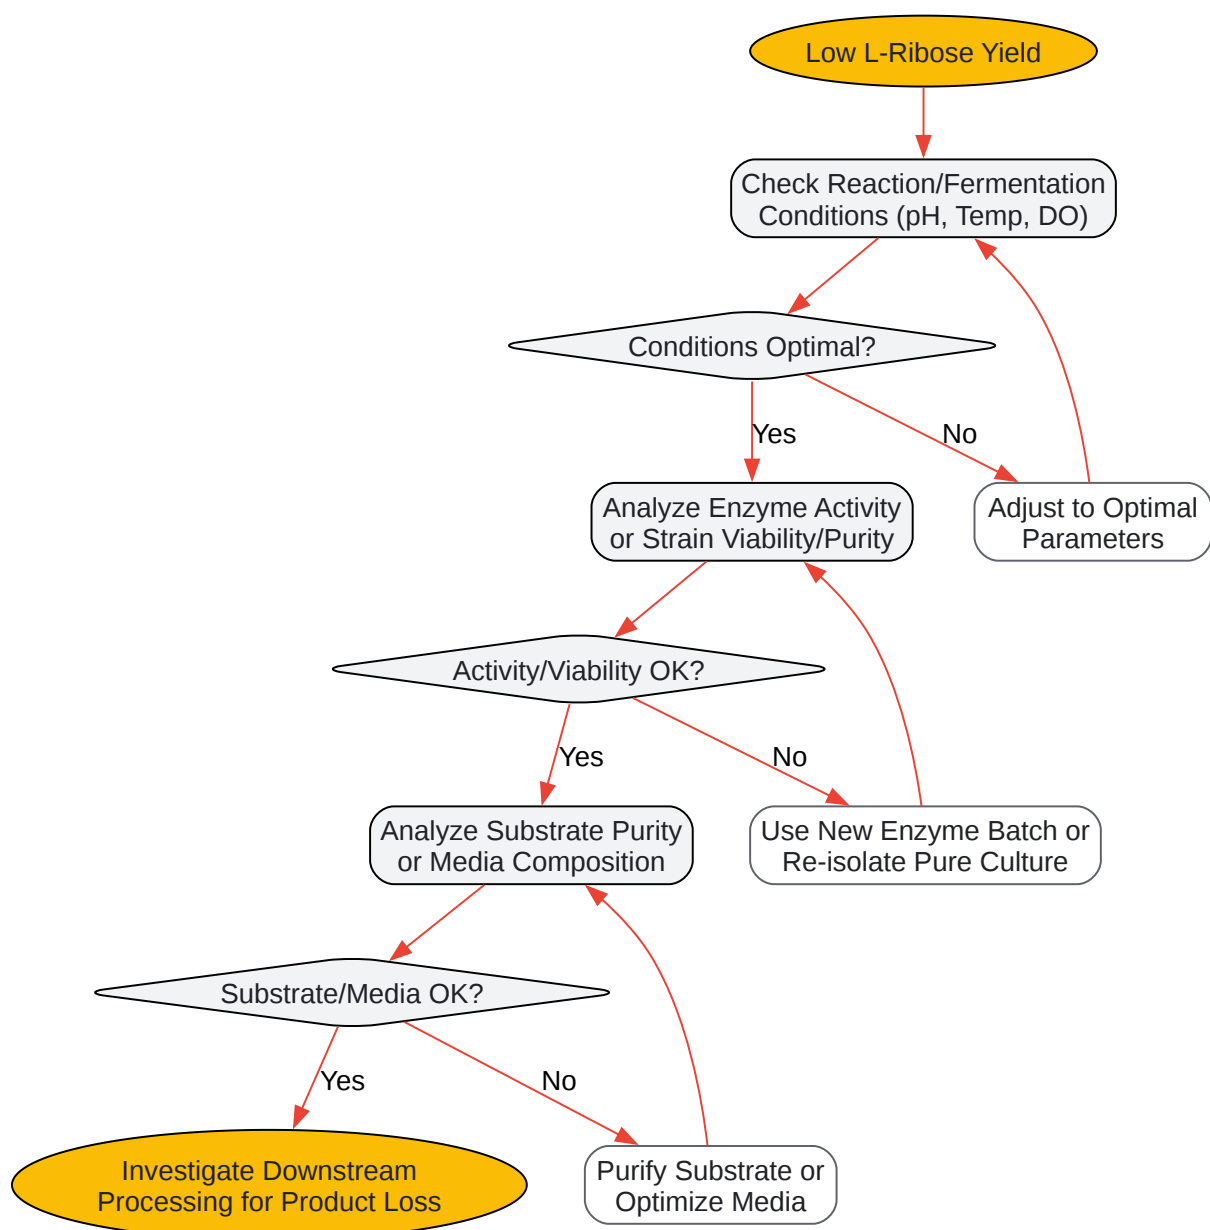 Low L-Ribose Yield
Check Reaction/Fermentation
Conditions (pH, Temp, DO)
Conditions Optimal?
Yes
No
Analyze Enzyme Activity
or Strain Viability/Purity
Adjust to Optimal
Parameters
Activity/Viability OK?
Yes
No
Analyze Substrate Purity
or Media Composition
Use New Enzyme Batch or
Re-isolate Pure Culture
Substrate/Media OK?
Yes
No
Investigate Downstream
Processing for Product Loss
Purify Substrate or
Optimize Media